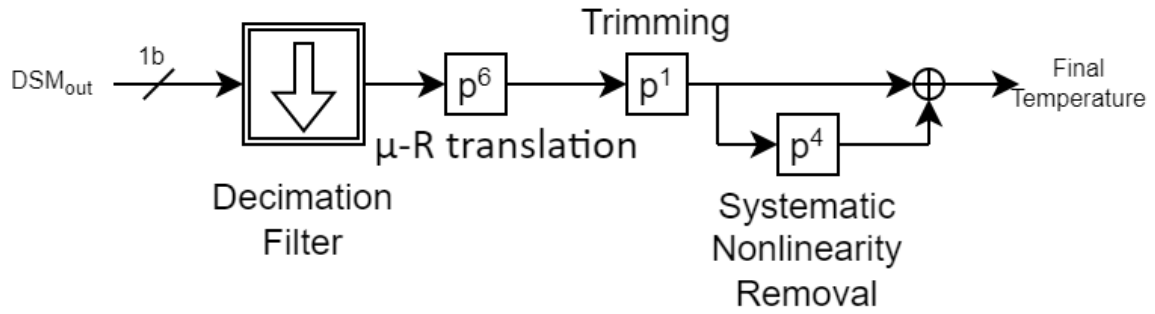 Trimming
1b
DSMout
p6
p1
Final
Temperature
μ-R translation
p4
Decimation
Filter
Systematic
Nonlinearity
Removal